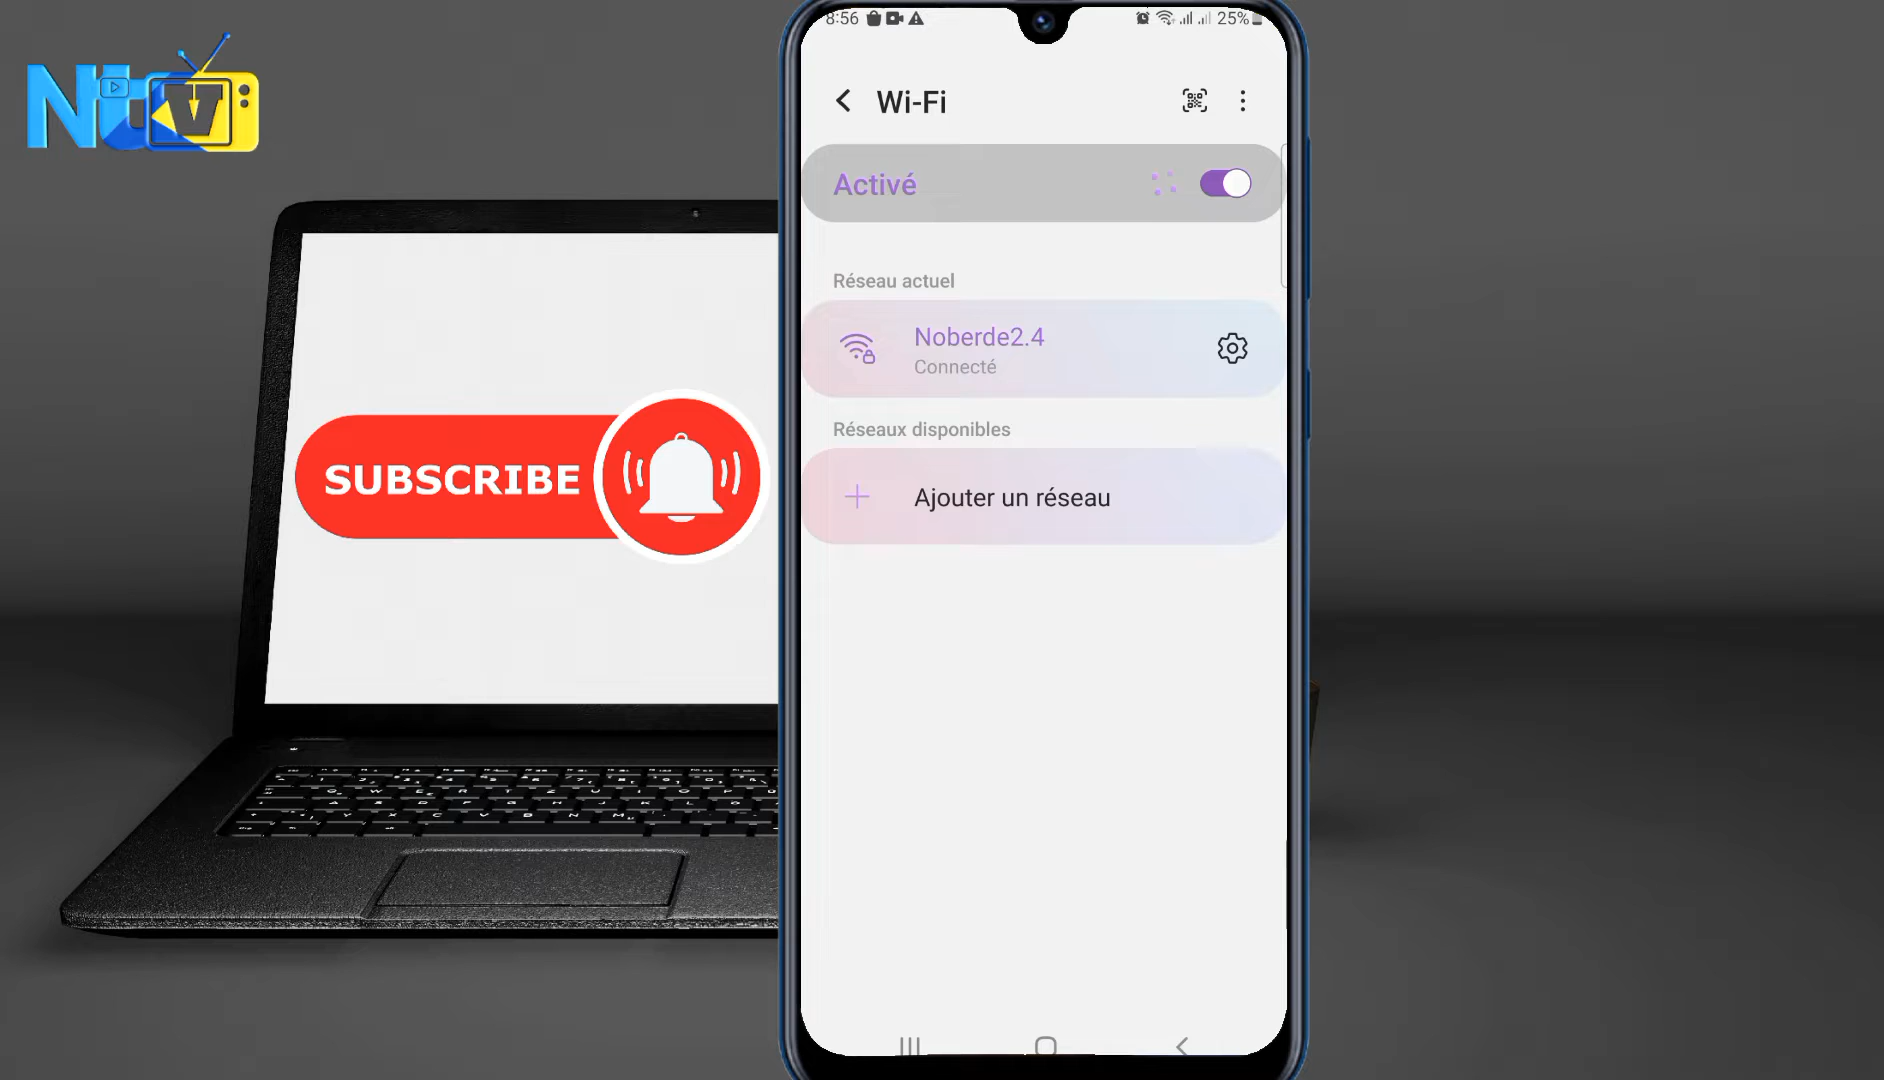 NtV
8:56
25%
Wi-Fi
Activé
Réseau actuel
Noberde2.4
Connecté
Réseaux disponibles
Ajouter un réseau
SUBSCRIBE